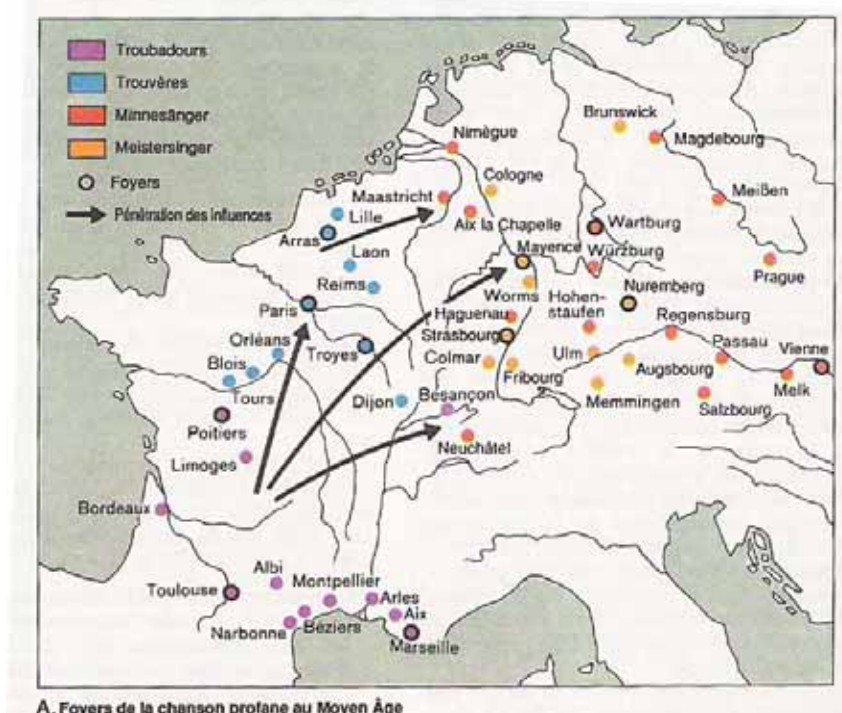 Troubadours
Trouvères
Minnesänger
Meistersinger
Foyers
Pénétration des influences
Brunswick
Magdebourg
Nimègue
Cologne
Meißen
Maastricht
Lille
Aix la Chapelle
Wartburg
Arras
Mayence
Würzburg
Laon
Prague
Reims
Worms
Hohen-
staufen
Nuremberg
Paris
Haguenau
Regensburg
Strasbourg
Orléans
Troyes
Passau
Vienne
Blois
Colmar
Ulm
Augsbourg
Fribourg
Tours
Dijon
Besançon
Memmingen
Melk
Salzbourg
Poitiers
Neuchâtel
Limoges
Bordeaux
Albi
Montpellier
Toulouse
Arles
Aix
Narbonne
Béziers
Marseille
A. Foyers de la chanson profane au Moyen Âge